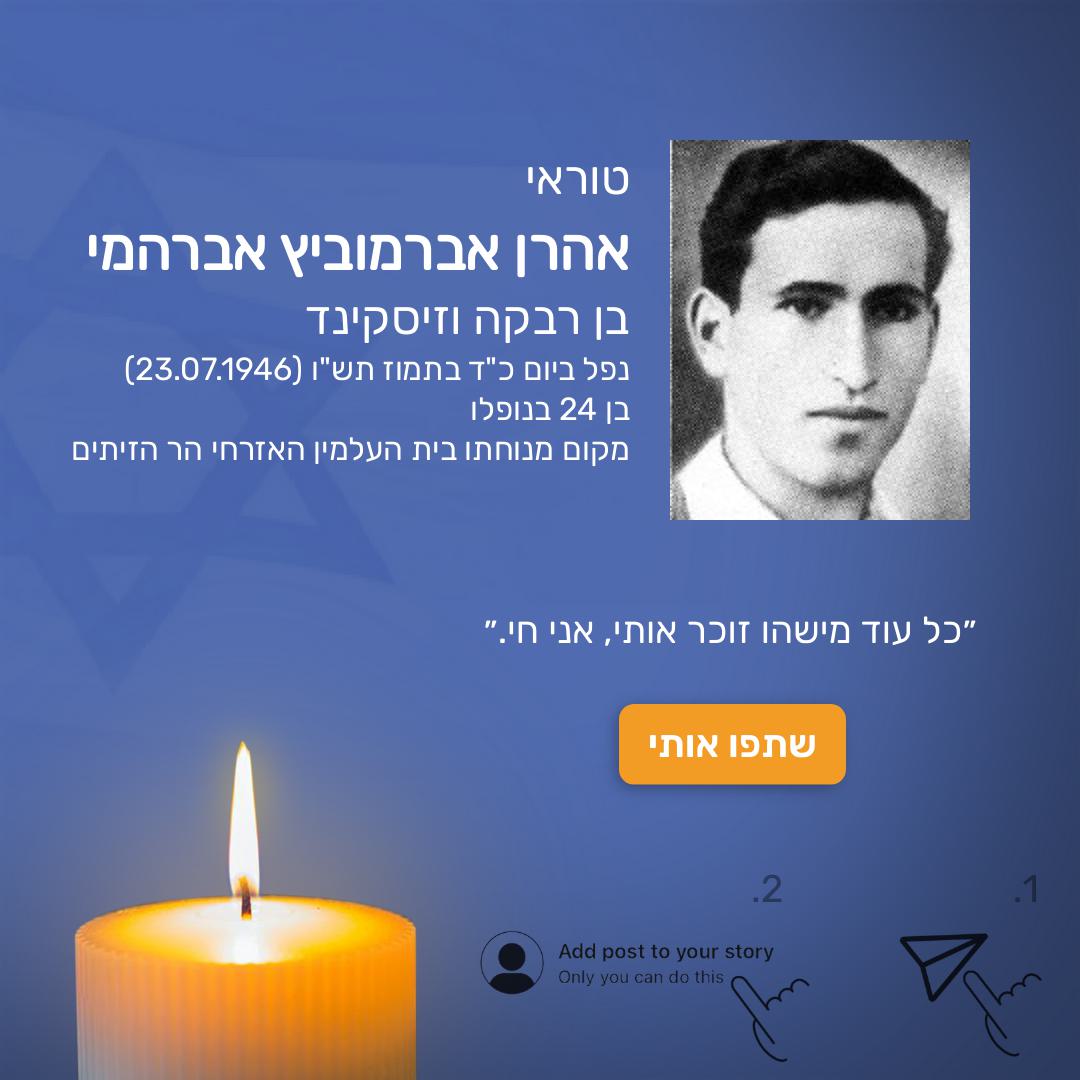 טוראי
אהרן אברמוביץ אברהמי
בן רבקה וזיסקינד
נפל ביום כ"ד בתמוז תש"ו (23.07.1946)
בן 24 בנופלו
מקום מנוחתו בית העלמין האזרחי הר הזיתים
״כל עוד מישהו זוכר אותי, אני חי.״
שתפו אותי
1.
2.
Add post to your story
Only you can do this